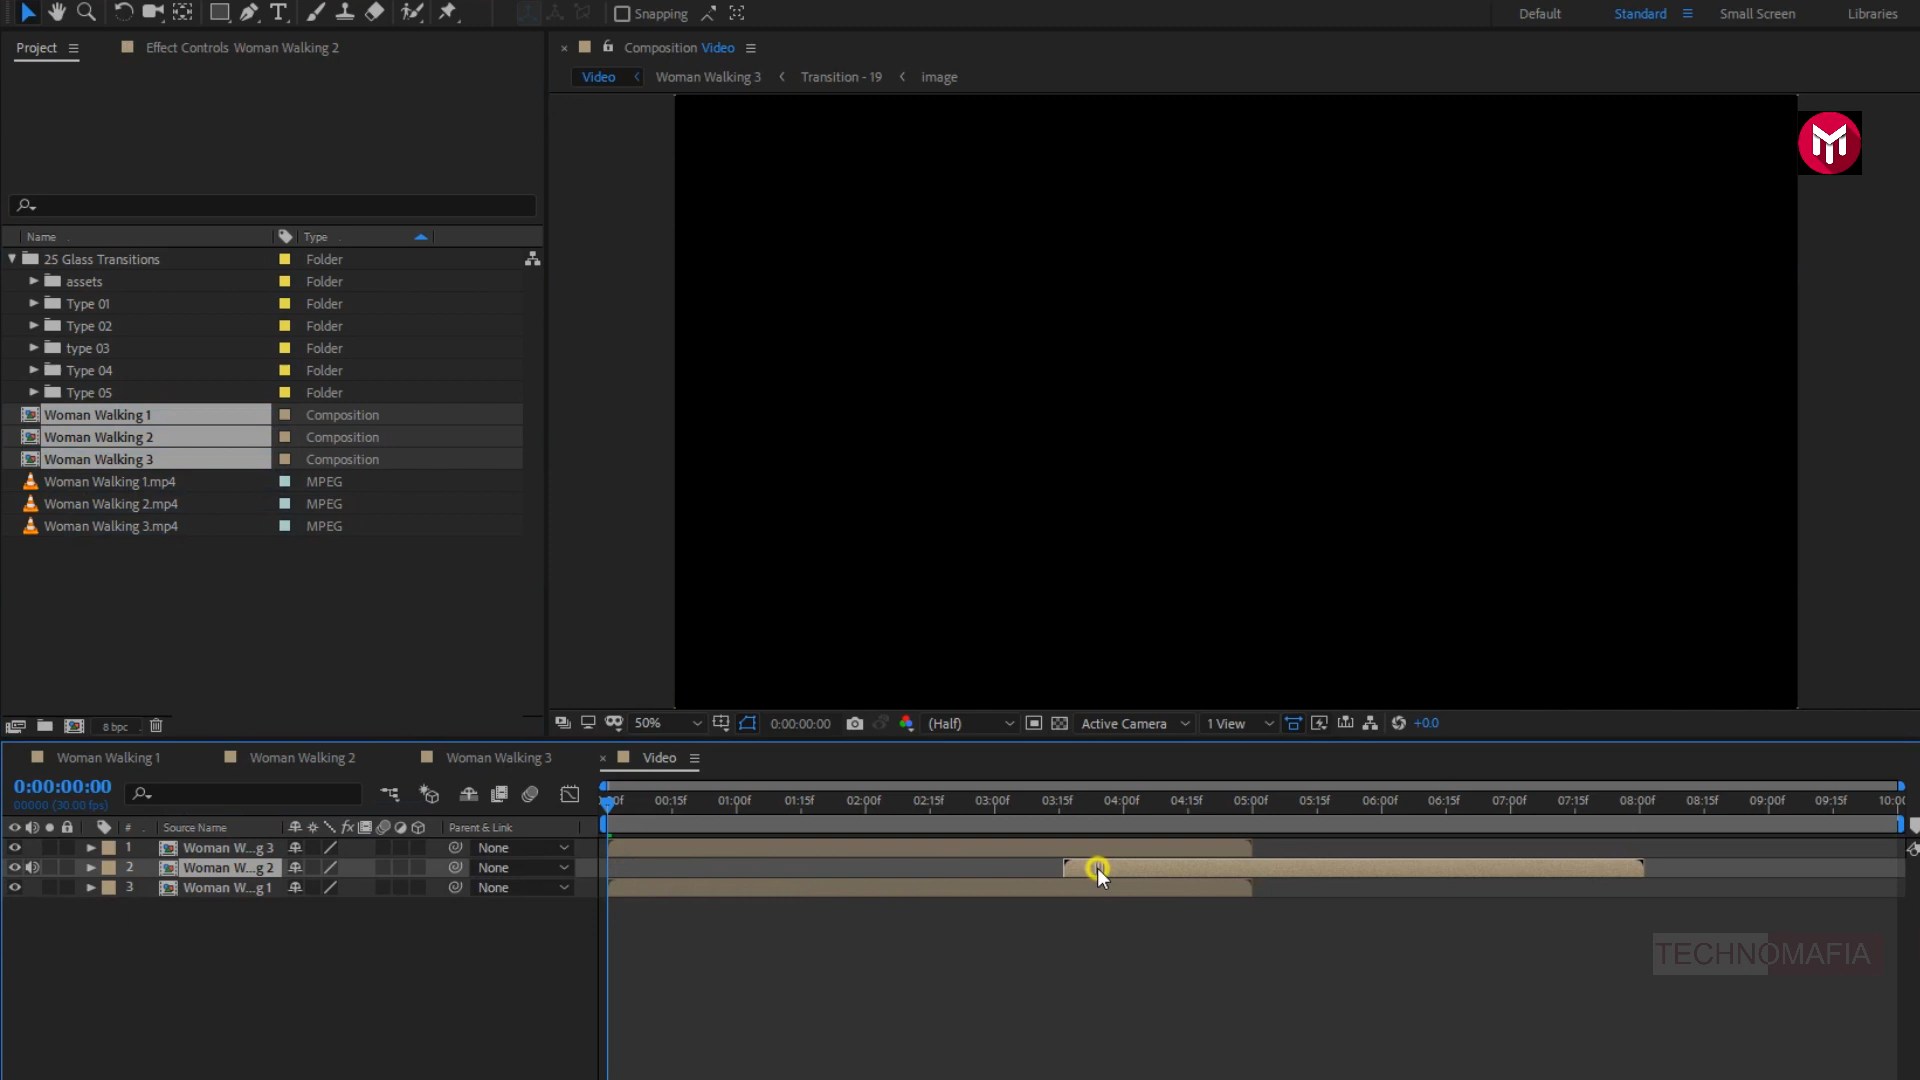 Snapping
Default
Standard
Small Screen
Libraries
Project
Effect Controls Woman Walking 2
Composition Video
Video
Woman Walking 3
Transition - 19
image
Name
Type
25 Glass Transitions Folder
assets Folder
Type 01 Folder
Type 02 Folder
type 03 Folder
Type 04 Folder
Type 05 Folder
Woman Walking 1 Composition
Woman Walking 2 Composition
Woman Walking 3 Composition
Woman Walking 1.mp4 MPEG
Woman Walking 2.mp4 MPEG
Woman Walking 3.mp4 MPEG
8 bpc
50%
0:00:00:00
(Half)
Active Camera
1 View
+0.0
Woman Walking 1
Woman Walking 2
Woman Walking 3
Video
0:00:00:00
00000 (30.00 fps)
00:15f 01:00f 01:15f 02:00f 02:15f 03:00f 03:15f 04:00f 04:15f 05:00f 05:15f 06:00f 06:15f 07:00f 07:15f 08:00f 08:15f 09:00f 09:15f 10:00
# Source Name fx Parent & Link
1 Woman W...g 3 None
2 Woman W...g 2 None
3 Woman W...g 1 None
TECHNOMAFIA